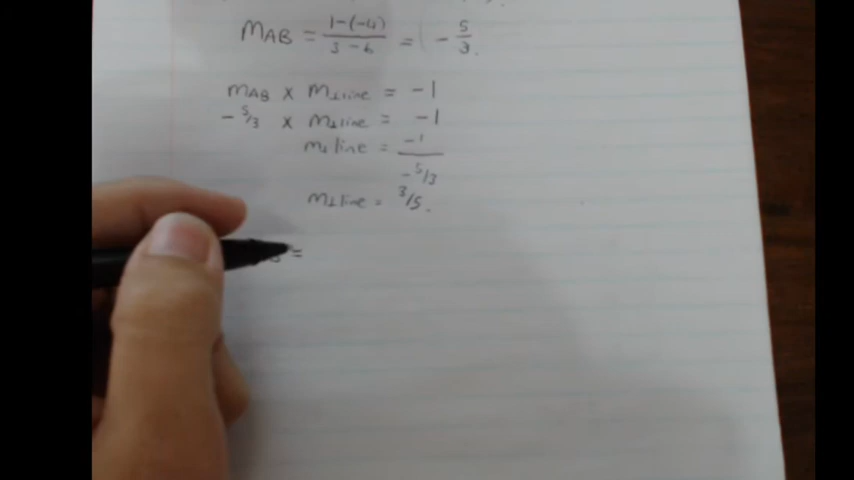 MAB = 1-(-4) / 3-6 = - 5/3.
MAB x M⊥line = -1
- 5/3 x M⊥line = -1
M⊥line = -1 / -5/3
M⊥line = 3/5.
=